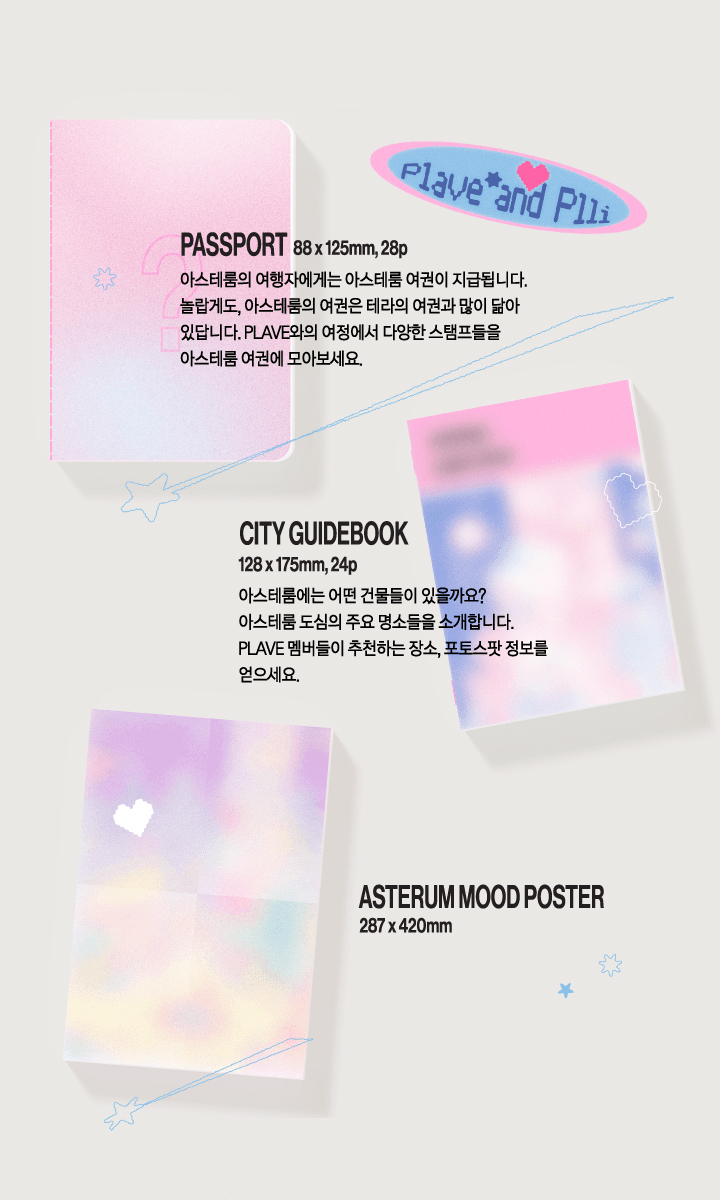 Plave and Plli
PASSPORT 88 x 125mm, 28p
아스테룸의 여행자에게는 아스테룸 여권이 지급됩니다.
놀랍게도, 아스테룸의 여권은 테라의 여권과 많이 닮아
있답니다. PLAVE와의 여정에서 다양한 스탬프들을
아스테룸 여권에 모아보세요.
?
CITY GUIDEBOOK
128 x 175mm, 24p
아스테룸에는 어떤 건물들이 있을까요?
아스테룸 도심의 주요 명소들을 소개합니다.
PLAVE 멤버들이 추천하는 장소, 포토스팟 정보를
얻으세요.
ASTERUM MOOD POSTER
287 x 420mm